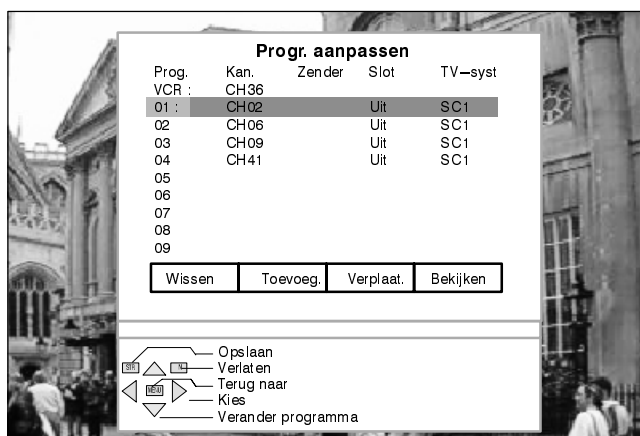 Progr. aanpassen
Prog. Kan. Zender Slot TV–syst
VCR : CH36
01 : CH02 Uit SC1
02 CH06 Uit SC1
03 CH09 Uit SC1
04 CH41 Uit SC1
05
06
07
08
09
Wissen Toevoeg. Verplaat. Bekijken
Opslaan
STR N Verlaten
Terug naar
MENU Kies
Verander programma